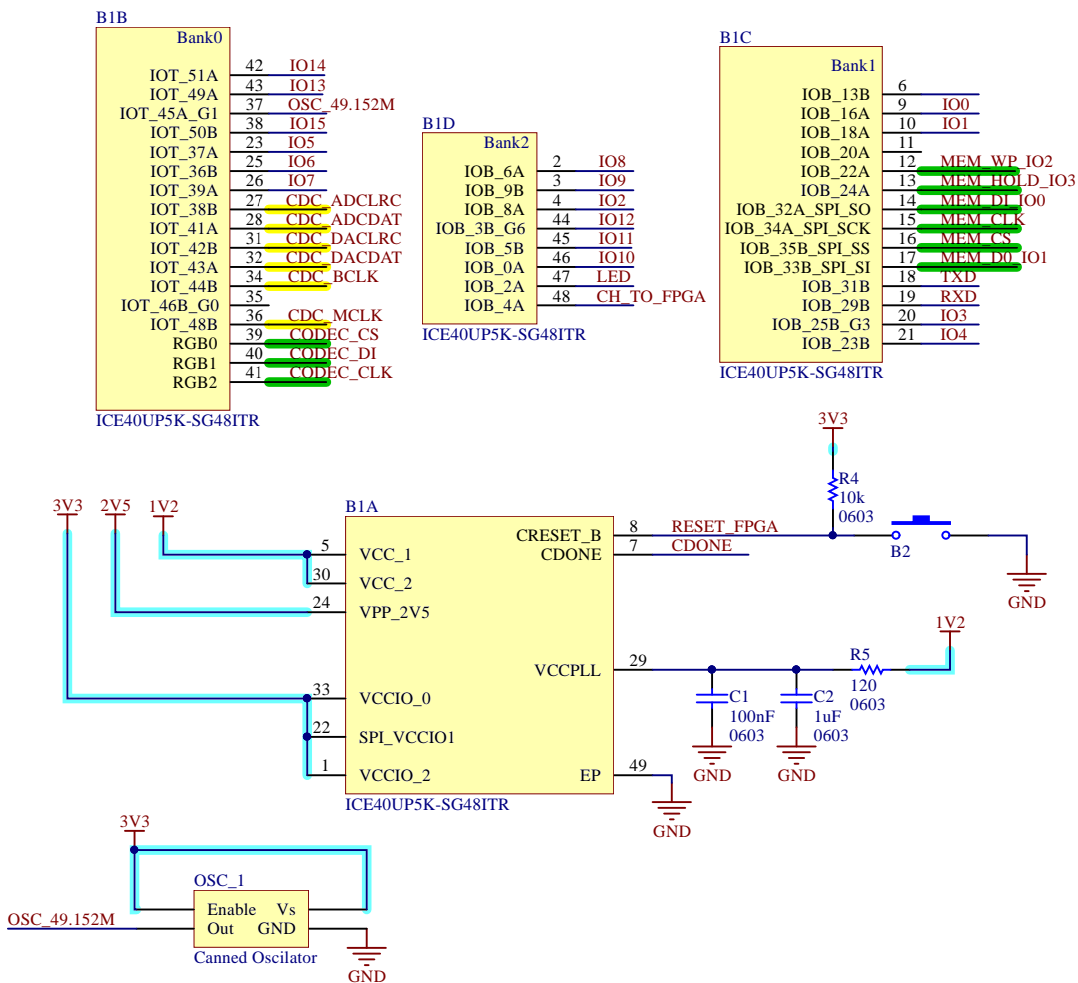 B1B
Bank0
IOT_51A 42 IO14
IOT_49A 43 IO13
IOT_45A_G1 37 OSC_49.152M
IOT_50B 38 IO15
IOT_37A 23 IO5
IOT_36B 25 IO6
IOT_39A 26 IO7
IOT_38B 27 CDC_ADCLRC
IOT_41A 28 CDC_ADCDAT
IOT_42B 31 CDC_DACLRC
IOT_43A 32 CDC_DACDAT
IOT_44B 34 CDC_BCLK
IOT_46B_G0 35
IOT_48B 36 CDC_MCLK
RGB0 39 CODEC_CS
RGB1 40 CODEC_DI
RGB2 41 CODEC_CLK
ICE40UP5K-SG48ITR
B1D
Bank2
IOB_6A 2 IO8
IOB_9B 3 IO9
IOB_8A 4 IO2
IOB_3B_G6 44 IO12
IOB_5B 45 IO11
IOB_0A 46 IO10
IOB_2A 47 LED
IOB_4A 48 CH_TO_FPGA
ICE40UP5K-SG48ITR
B1C
Bank1
IOB_13B 6
IOB_16A 9 IO0
IOB_18A 10 IO1
IOB_20A 11
IOB_22A 12 MEM_WP_IO2
IOB_24A 13 MEM_HOLD_IO3
IOB_32A_SPI_SO 14 MEM_DI_IO0
IOB_34A_SPI_SCK 15 MEM_CLK
IOB_35B_SPI_SS 16 MEM_CS
IOB_33B_SPI_SI 17 MEM_D0_IO1
IOB_31B 18 TXD
IOB_29B 19 RXD
IOB_25B_G3 20 IO3
IOB_23B 21 IO4
ICE40UP5K-SG48ITR
3V3
R4
10k
0603
B2
GND
3V3 2V5 1V2
B1A
5 VCC_1
30 VCC_2
24 VPP_2V5
33 VCCIO_0
22 SPI_VCCIO1
1 VCCIO_2
CRESET_B 8 RESET_FPGA
CDONE 7 CDONE
VCCPLL 29
EP 49
ICE40UP5K-SG48ITR
GND
1V2
R5
120
0603
C1
100nF
0603
GND
C2
1uF
0603
GND
3V3
OSC_1
Enable Vs
OSC_49.152M Out GND
Canned Oscilator
GND